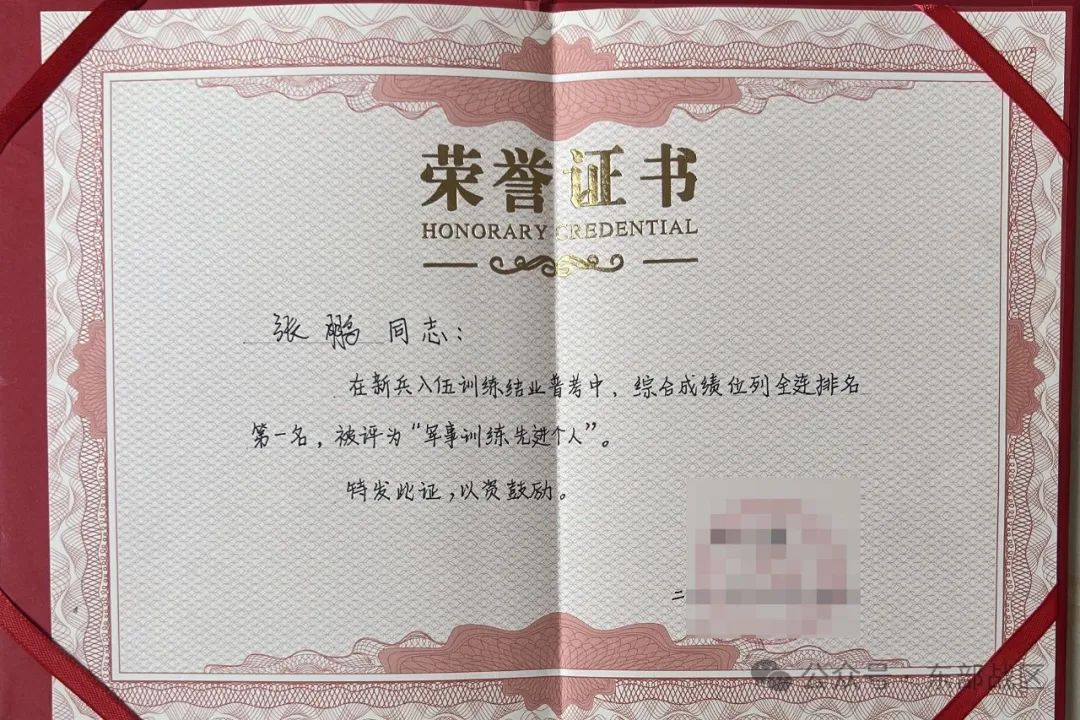 荣誉证书
HONORARY CREDENTIAL
张鹏 同志：
在新兵入伍训练结业普考中，综合成绩位列全连排名
第一名，被评为“军事训练先进个人”。
特发此证，以资鼓励。
二
公众号·东部战区